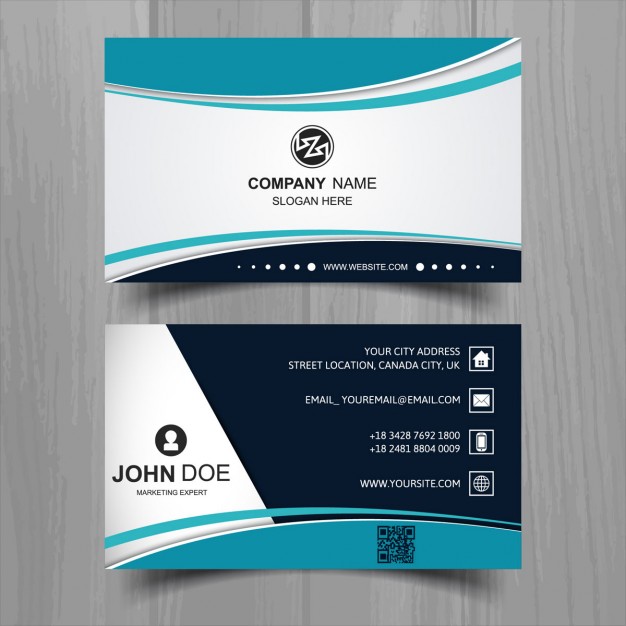 COMPANY NAME
SLOGAN HERE
WWW.WEBSITE.COM
JOHN DOE
MARKETING EXPERT
YOUR CITY ADDRESS
STREET LOCATION, CANADA CITY, UK
EMAIL_ YOUREMAIL@EMAIL.COM
+18 3428 7692 1800
+18 2481 8804 0009
WWW.YOURSITE.COM